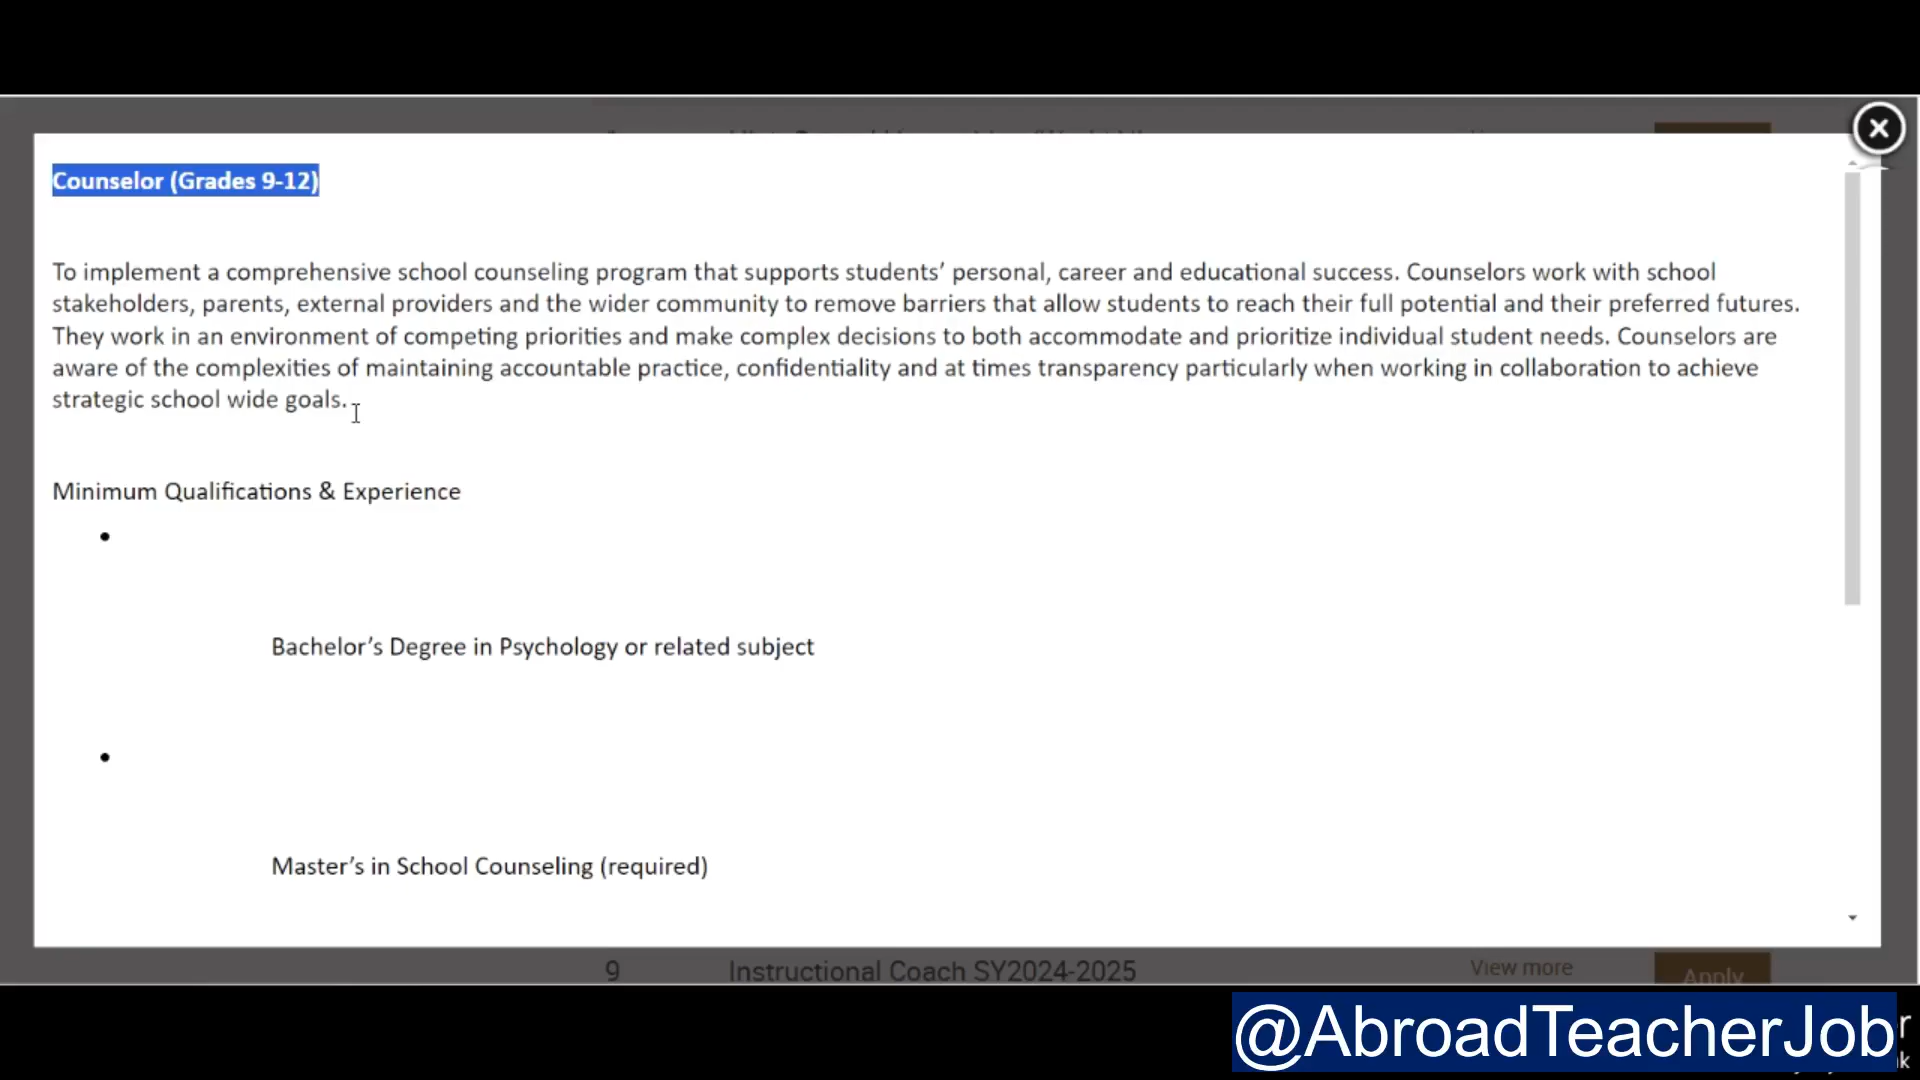 Counselor (Grades 9-12)
To implement a comprehensive school counseling program that supports students’ personal, career and educational success. Counselors work with school
stakeholders, parents, external providers and the wider community to remove barriers that allow students to reach their full potential and their preferred futures.
They work in an environment of competing priorities and make complex decisions to both accommodate and prioritize individual student needs. Counselors are
aware of the complexities of maintaining accountable practice, confidentiality and at times transparency particularly when working in collaboration to achieve
strategic school wide goals.
Minimum Qualifications & Experience
• Bachelor’s Degree in Psychology or related subject
• Master’s in School Counseling (required)
9 Instructional Coach SY2024-2025 View more Apply
@AbroadTeacherJob